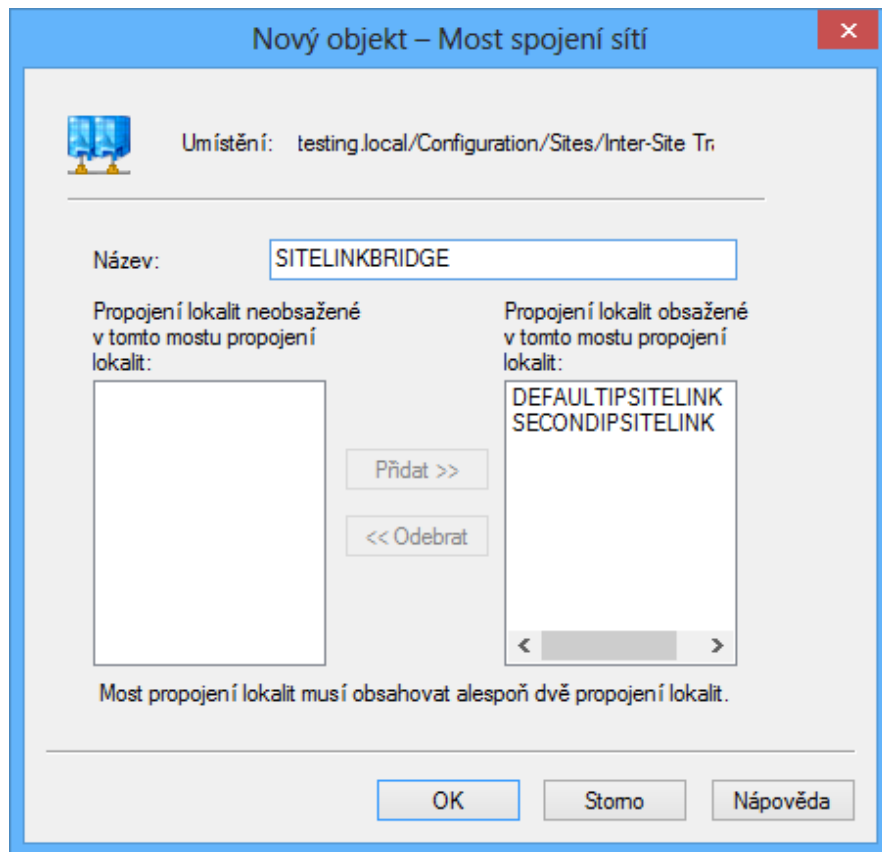 Nový objekt – Most spojení sítí
Umístění: testing.local/Configuration/Sites/Inter-Site
Název: SITELINKBRIDGE
Propojení lokalit neobsažené
v tomto mostu propojení
lokalit:
Propojení lokalit obsažené
v tomto mostu propojení
lokalit:
DEFAULTIPSITELINK
SECONDIPSITELINK
Přidat >>
<< Odebrat
Most propojení lokalit musí obsahovat alespoň dvě propojení lokalit.
OK Storno Nápověda